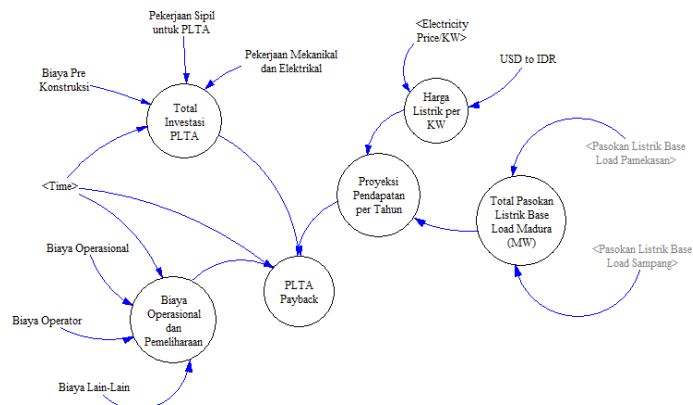 Pekerjaan Sipil
untuk PLTA
<Electricity
Price/KW>
Pekerjaan Mekanikal
dan Elektrikal
USD to IDR
Biaya Pre
Konstruksi
Total
Investasi
PLTA
Harga
Listrik per
KW
<Pasokan Listrik Base
Load Pamekasan>
<Time>
Proyeksi
Pendapatan
per Tahun
Total Pasokan
Listrik Base
Load Madura
(MW)
Biaya Operasional
<Pasokan Listrik Base
Load Sampang>
PLTA
Payback
Biaya
Operasional
dan
Pemeliharaan
Biaya Operator
Biaya Lain-Lain